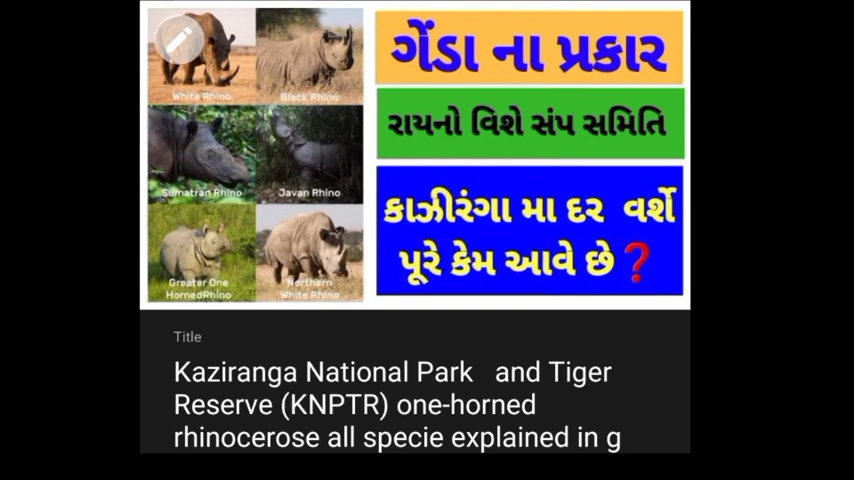 White Rhino
Black Rhino
Sumatran Rhino
Javan Rhino
Greater One
HornedRhino
Northern
White Rhino
ગેંડા ના પ્રકાર
રાયનો વિશે સંપ સમિતિ
કાઝીરંગા મા દર વર્શે
પૂરે કેમ આવે છે❓
Title
Kaziranga National Park and Tiger
Reserve (KNPTR) one-horned
rhinocerose all specie explained in g